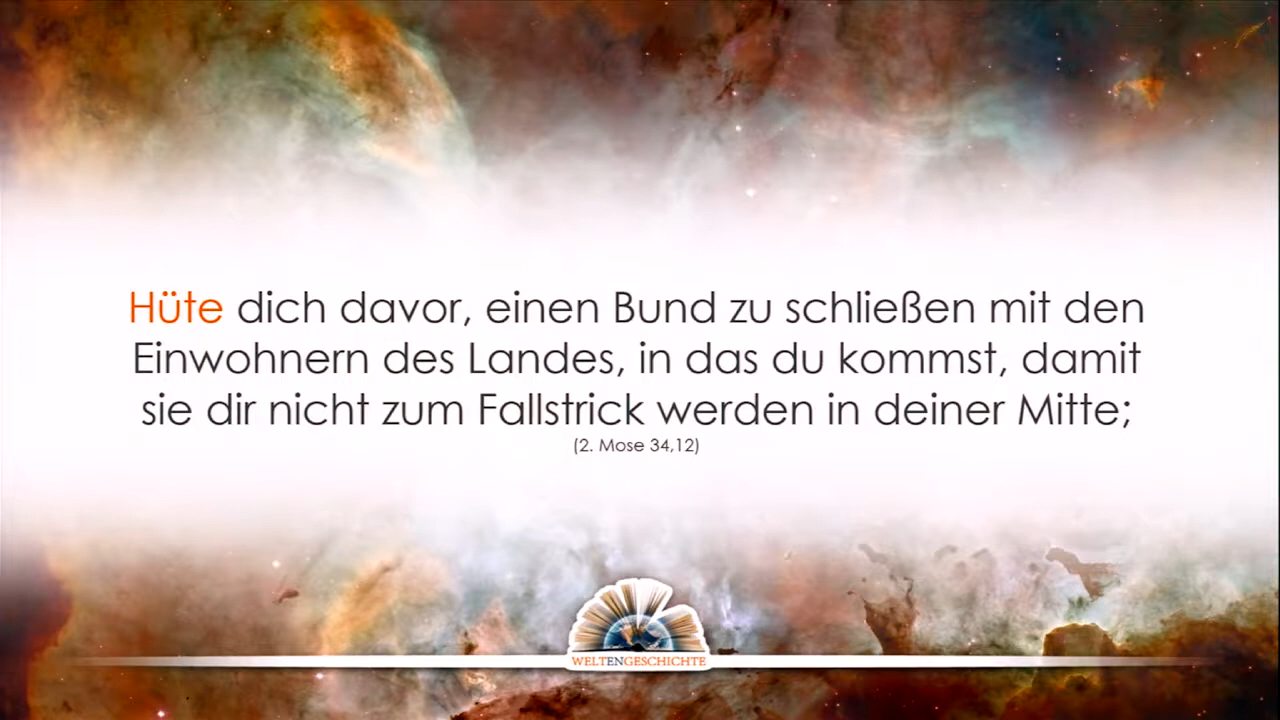 Hüte dich davor, einen Bund zu schließen mit den
Einwohnern des Landes, in das du kommst, damit
sie dir nicht zum Fallstrick werden in deiner Mitte;
(2. Mose 34,12)
WELTENGESCHICHTE